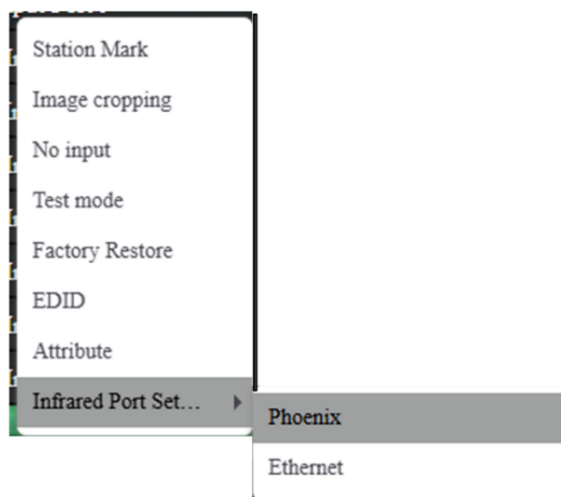 Station Mark
Image cropping
No input
Test mode
Factory Restore
EDID
Attribute
Infrared Port Set...
Phoenix
Ethernet